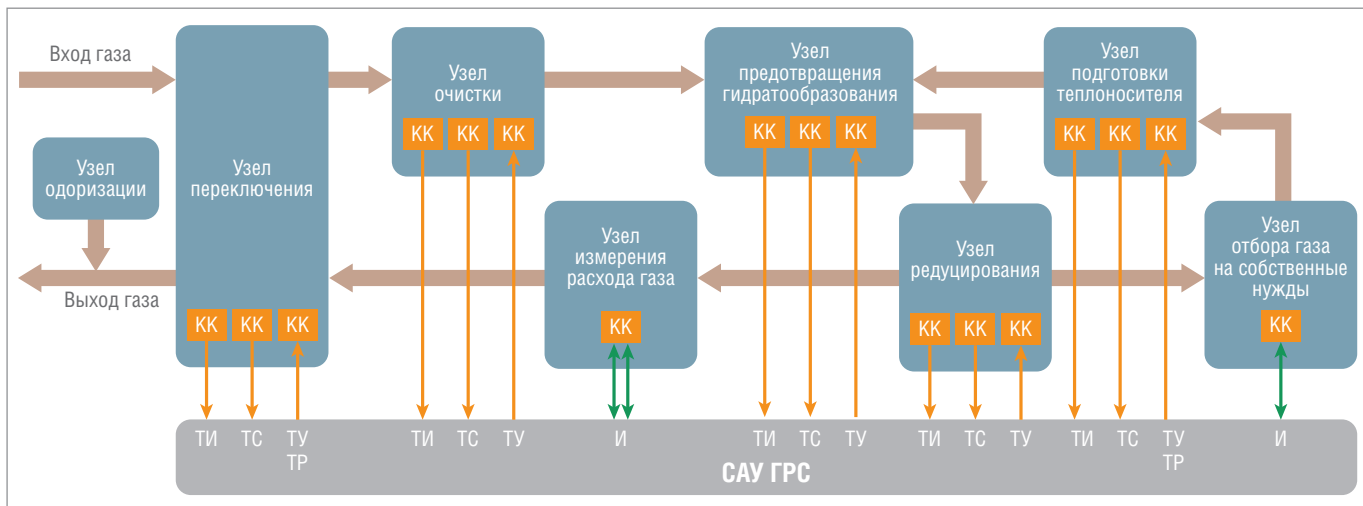 Вход газа
Узел
одоризации
Выход газа
Узел
переключения
КК КК КК
Узел
очистки
КК КК КК
Узел
измерения
расхода газа
КК
Узел
предотвращения
гидратообразования
КК КК КК
Узел
редуцирования
КК КК КК
Узел
подготовки
теплоносителя
КК КК КК
Узел
отбора газа
на собственные
нужды
КК
ТИ ТС ТУ ТИ ТС ТУ И ТИ ТС ТУ ТИ ТС ТУ ТИ ТС ТУ И
ТР ТР
САУ ГРС